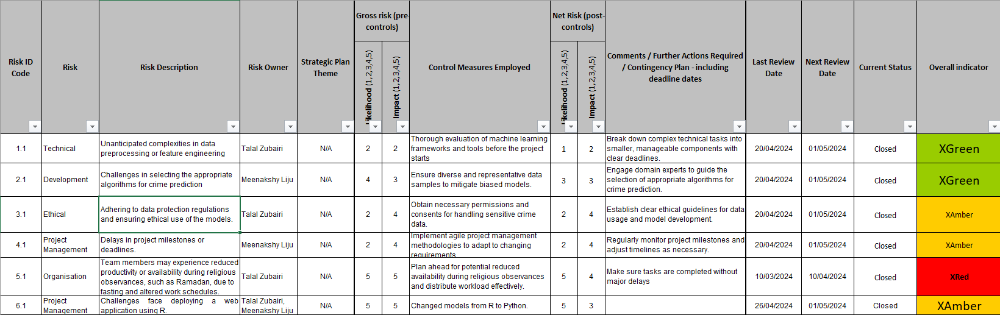 Gross risk (pre-
controls)
Net Risk (post-
controls)
Risk ID
Code
Risk
Risk Description
Risk Owner
Strategic Plan
Theme
Likelihood (1,2,3,4,5)
Impact (1,2,3,4,5)
Control Measures Employed
Likelihood (1,2,3,4,5)
Impact (1,2,3,4,5)
Comments / Further Actions Required
/ Contingency Plan - including
deadline dates
Last Review
Date
Next Review
Date
Current Status
Overall indicator
1.1
Technical
Unanticipated complexities in data
preprocessing or feature engineering
Talal Zubairi
N/A
2
2
Thorough evaluation of machine learning
frameworks and tools before the project
starts
1
2
Break down complex technical tasks into
smaller, manageable components with
clear deadlines.
20/04/2024
01/05/2024
Closed
XGreen
2.1
Development
Challenges in selecting the appropriate
algorithms for crime prediction
Meenakshy Liju
N/A
4
3
Ensure diverse and representative data
samples to mitigate biased models.
3
3
Engage domain experts to guide the
selection of appropriate algorithms for
crime prediction.
20/04/2024
01/05/2024
Closed
XGreen
3.1
Ethical
Adhering to data protection regulations
and ensuring ethical use of the models.
Talal Zubairi
N/A
2
4
Obtain necessary permissions and
consents for handling sensitive crime
data.
2
4
Establish clear ethical guidelines for data
usage and model development.
20/04/2024
01/05/2024
Closed
XAmber
4.1
Project
Management
Delays in project milestones or
deadlines.
Meenakshy Liju
N/A
2
4
Implement agile project management
methodologies to adapt to changing
requirements
2
4
Regularly monitor project milestones and
adjust timelines as necessary.
20/04/2024
01/05/2024
Closed
XAmber
5.1
Organisation
Team members may experience reduced
productivity or availability during religious
observances, such as Ramadan, due to
fasting and altered work schedules.
Talal Zubairi
N/A
5
5
Plan ahead for potential reduced
availability during religious observances
and distribute workload effectively.
5
4
Make sure tasks are completed without
major delays
10/03/2024
10/04/2024
Closed
XRed
6.1
Project
Management
Challenges face deploying a web
application using R.
Talal Zubairi,
Meenakshy Liju
N/A
5
5
Changed models from R to Python.
5
3
26/04/2024
01/05/2024
Closed
XAmber